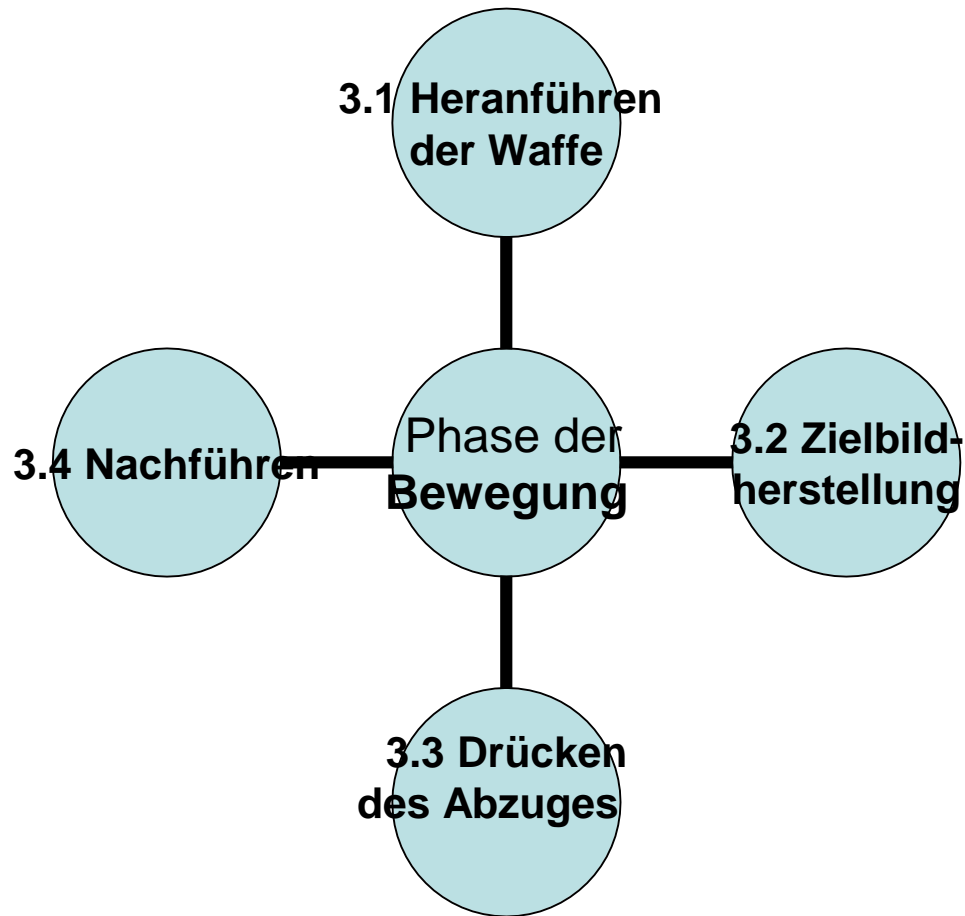 3.1 Heranführen
der Waffe
3.4 Nachführen
Phase der
Bewegung
3.2 Zielbild-
herstellung
3.3 Drücken
des Abzuges